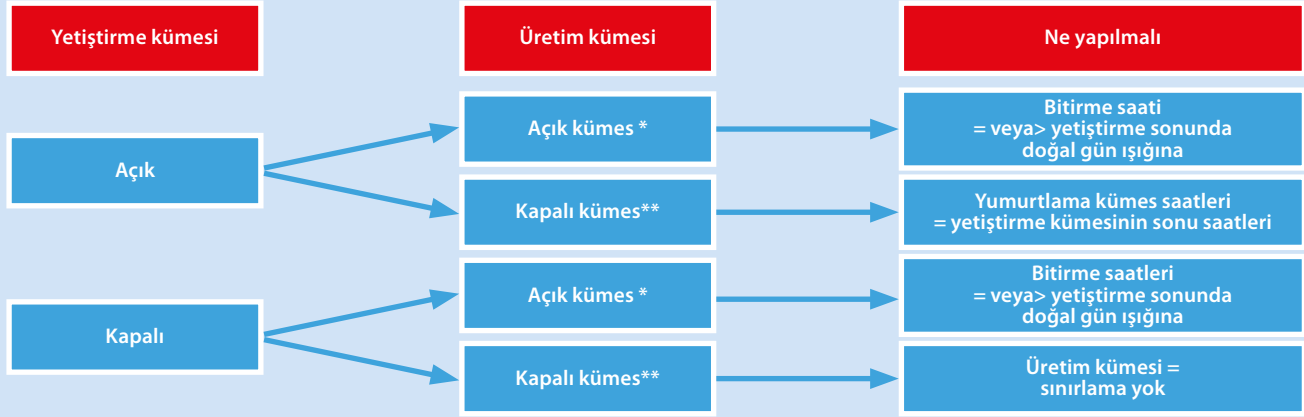 Yetiştirme kümesi
Üretim kümesi
Ne yapılmalı
Açık
Açık kümes *
Bitirme saati
= veya> yetiştirme sonunda
doğal gün ışığına
Kapalı kümes**
Yumurtlama kümes saatleri
= yetiştirme kümesinin sonu saatleri
Kapalı
Açık kümes *
Bitirme saatleri
= veya> yetiştirme sonunda
doğal gün ışığına
Kapalı kümes**
Üretim kümesi =
sınırlama yok